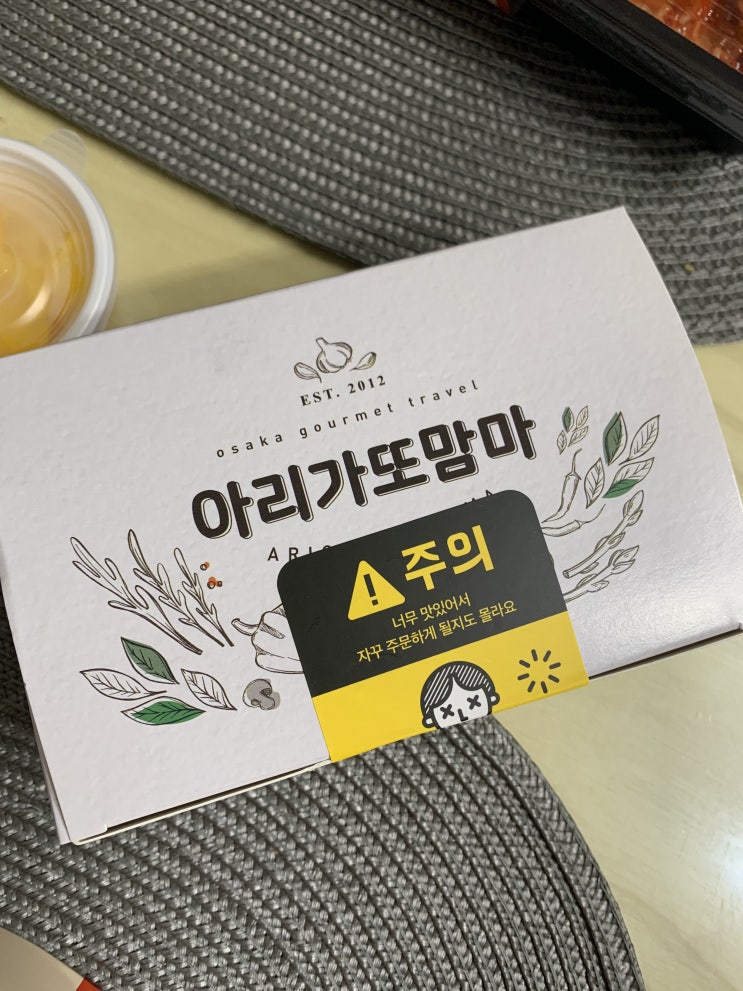 EST. 2012
osaka gourmet travel
아리가또맘마
주의
너무 맛있어서
자꾸 주문하게 될지도 몰라요